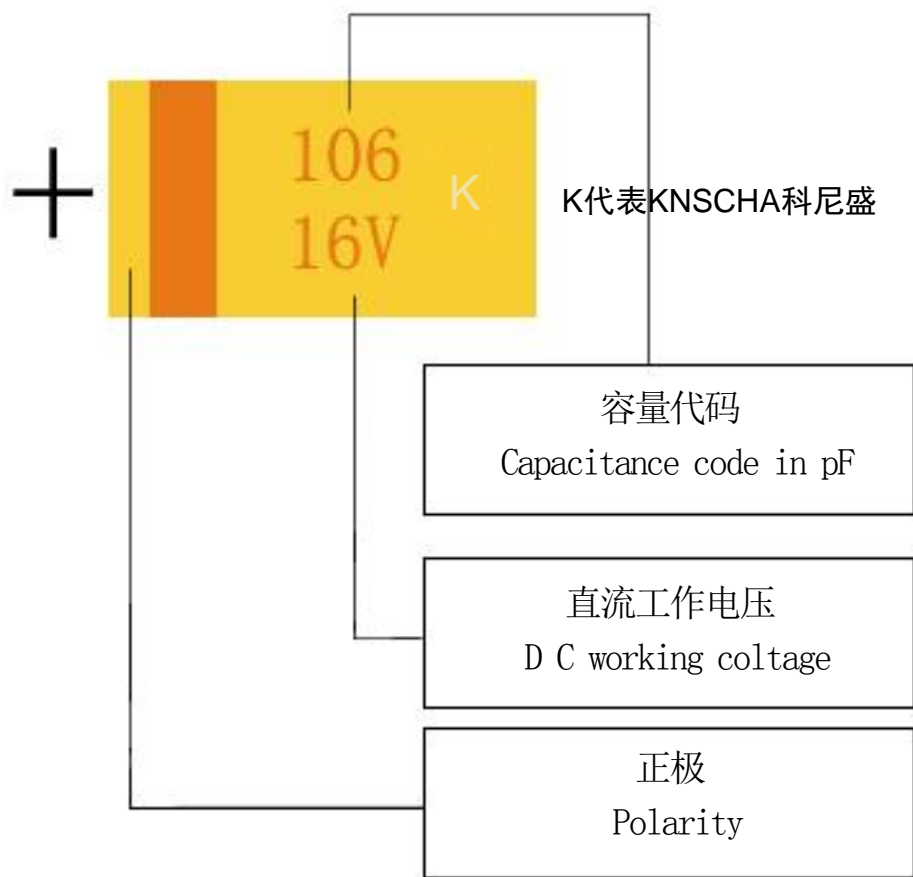 +
106
16V
K
K代表KNSCHA科尼盛
容量代码
Capacitance code in pF
直流工作电压
D C working coltage
正极
Polarity